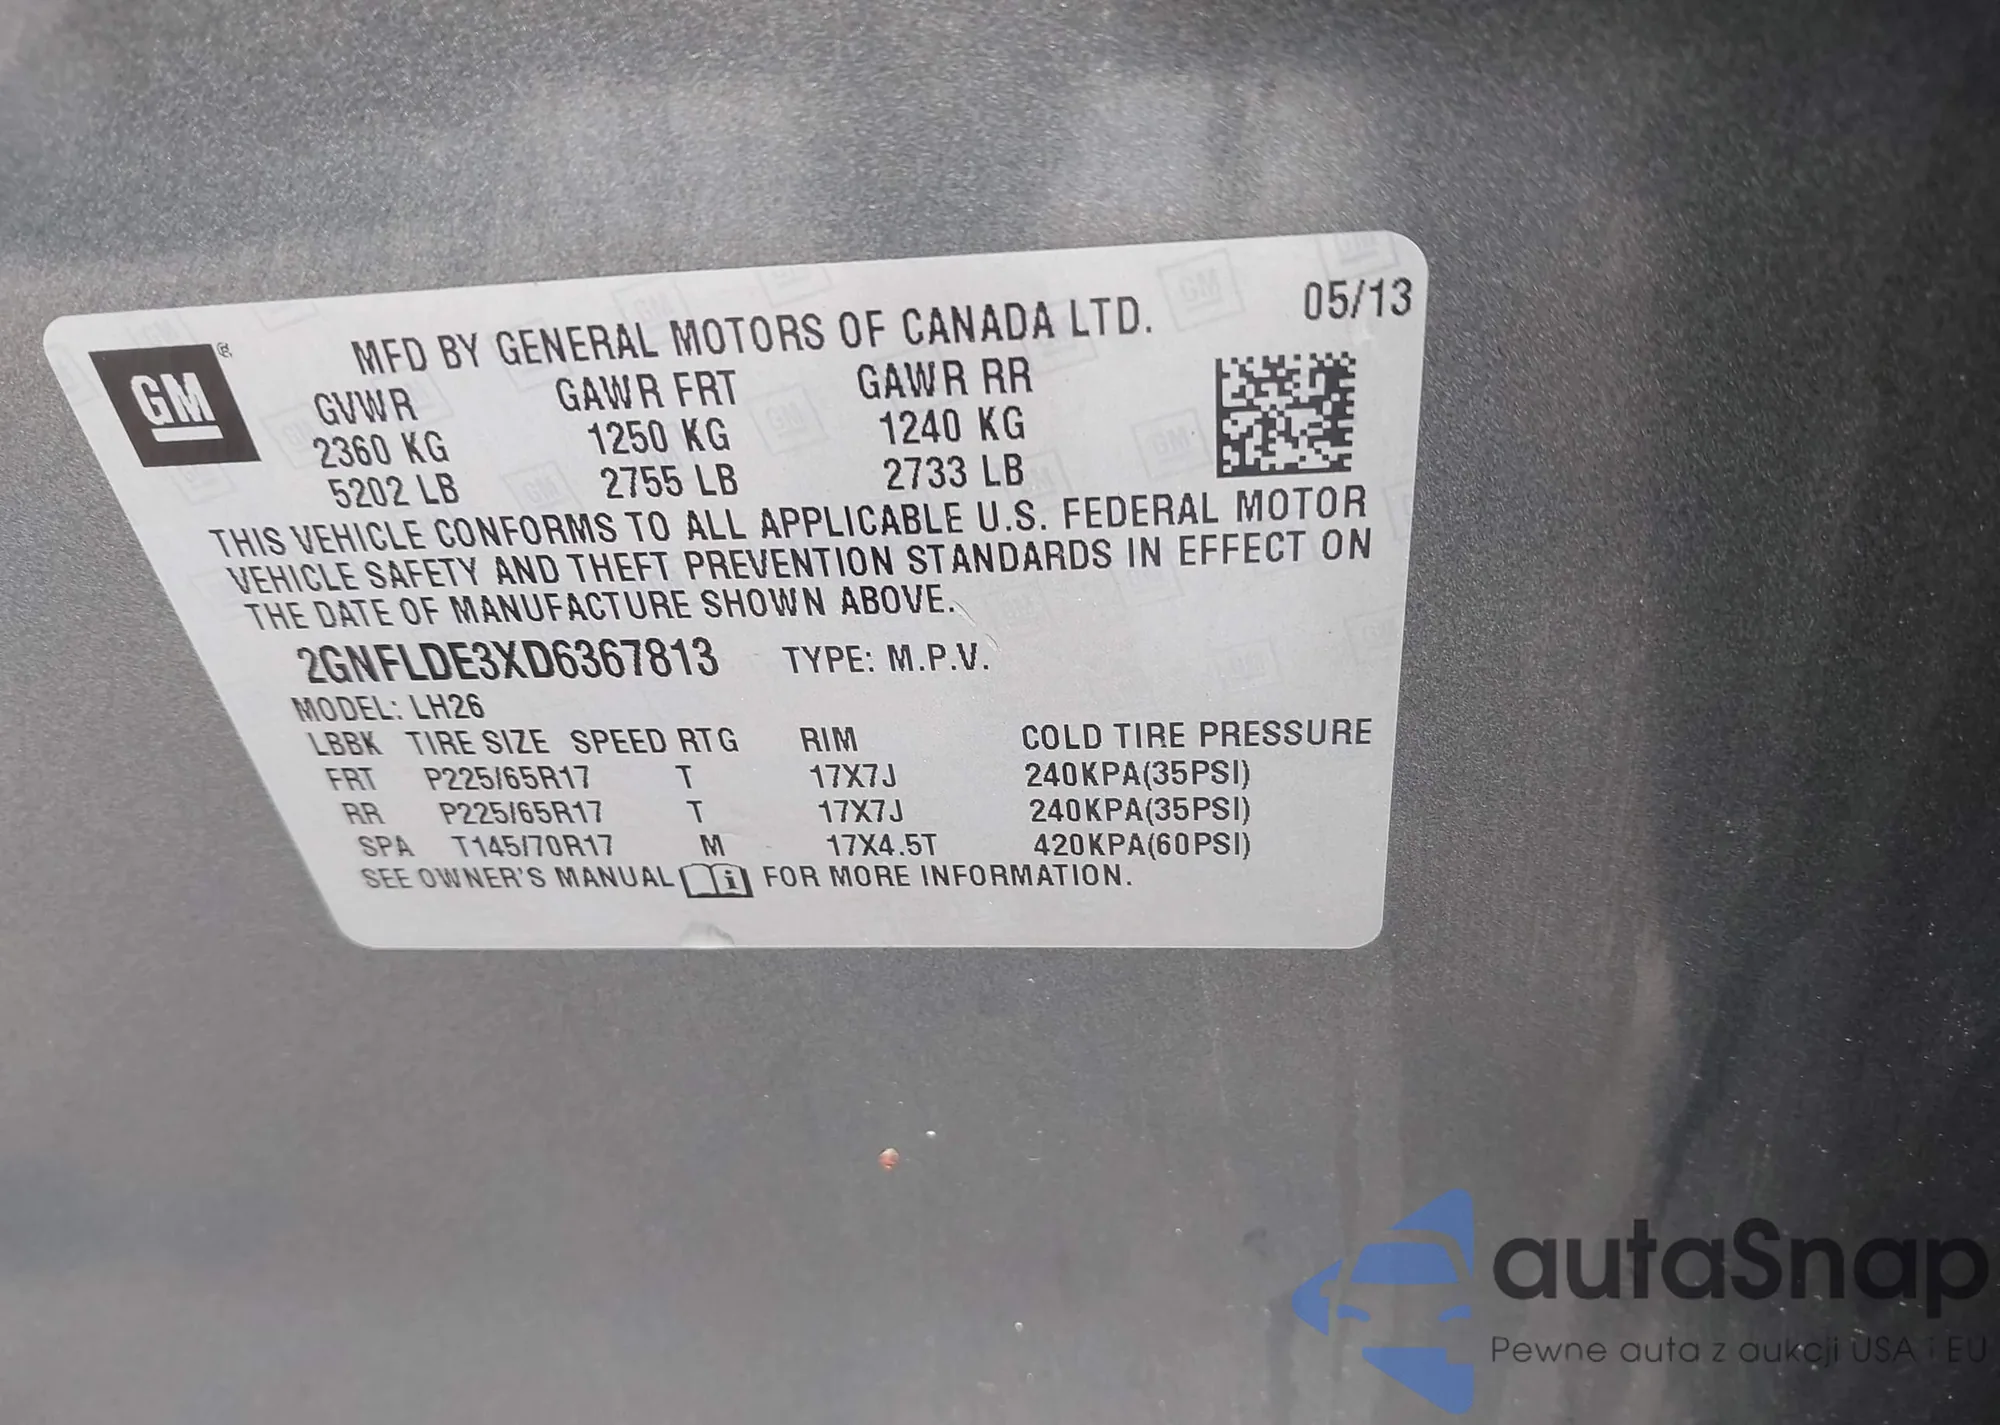 MFD BY GENERAL MOTORS OF CANADA LTD. 05/13
GM ®
GVWR GAWR FRT GAWR RR
2360 KG 1250 KG 1240 KG
5202 LB 2755 LB 2733 LB
THIS VEHICLE CONFORMS TO ALL APPLICABLE U.S. FEDERAL MOTOR
VEHICLE SAFETY AND THEFT PREVENTION STANDARDS IN EFFECT ON
THE DATE OF MANUFACTURE SHOWN ABOVE.
2GNFLDE3XD6367813 TYPE: M.P.V.
MODEL: LH26
LBBK TIRE SIZE SPEED RTG RIM COLD TIRE PRESSURE
FRT P225/65R17 T 17X7J 240KPA(35PSI)
RR P225/65R17 T 17X7J 240KPA(35PSI)
SPA T145/70R17 M 17X4.5T 420KPA(60PSI)
SEE OWNER'S MANUAL i FOR MORE INFORMATION.
autaSnap
Pewne auta z aukcji USA i EU